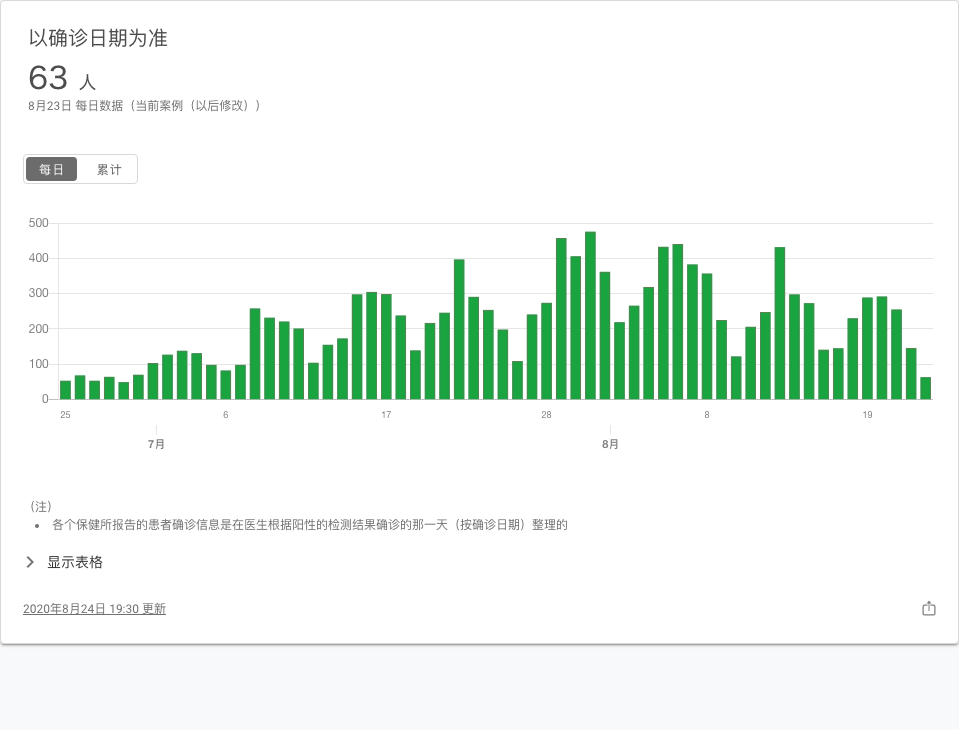 以确诊日期为准
63 人
8月23日 每日数据（当前案例（以后修改））
每日 累计
500
400
300
200
100
0
25 6 17 28 8 19
7月 8月
（注）
• 各个保健所报告的患者确诊信息是在医生根据阳性的检测结果确诊的那一天（按确诊日期）整理的
显示表格
2020年8月24日 19:30 更新